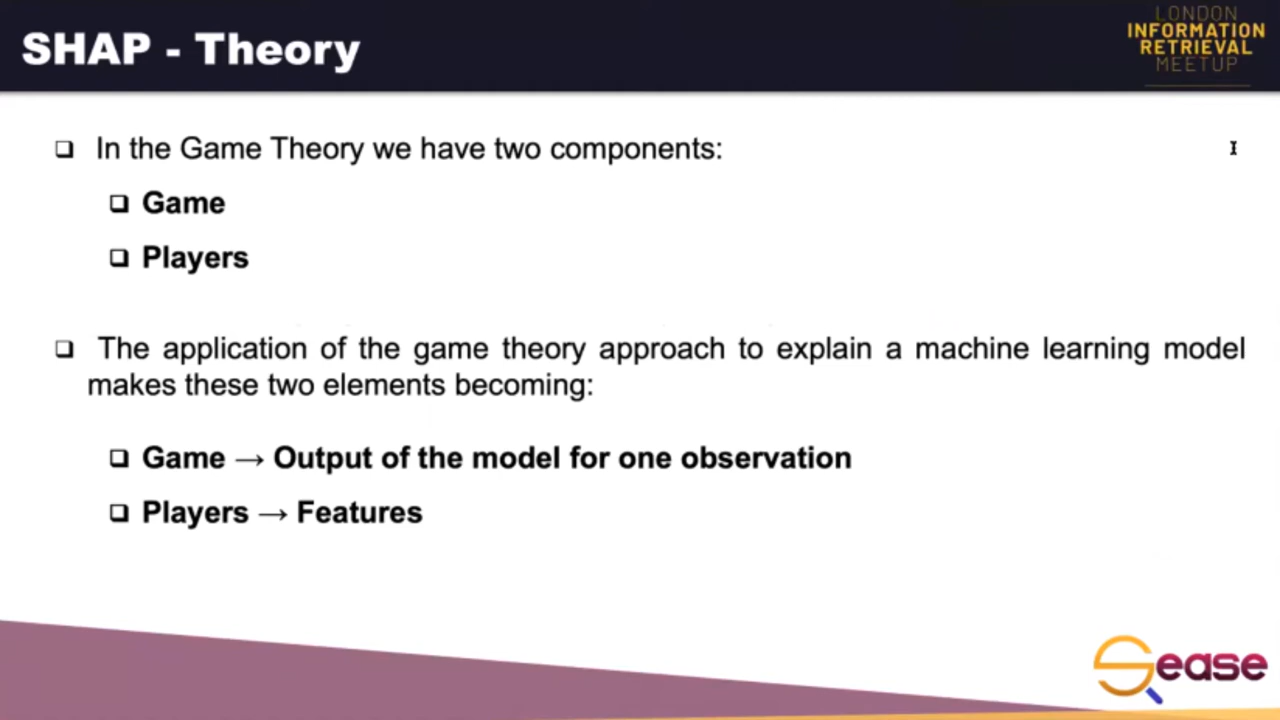 SHAP - Theory
LONDON
INFORMATION
RETRIEVAL
MEETUP
In the Game Theory we have two components:
Game
Players
The application of the game theory approach to explain a machine learning model
makes these two elements becoming:
Game → Output of the model for one observation
Players → Features
Sease